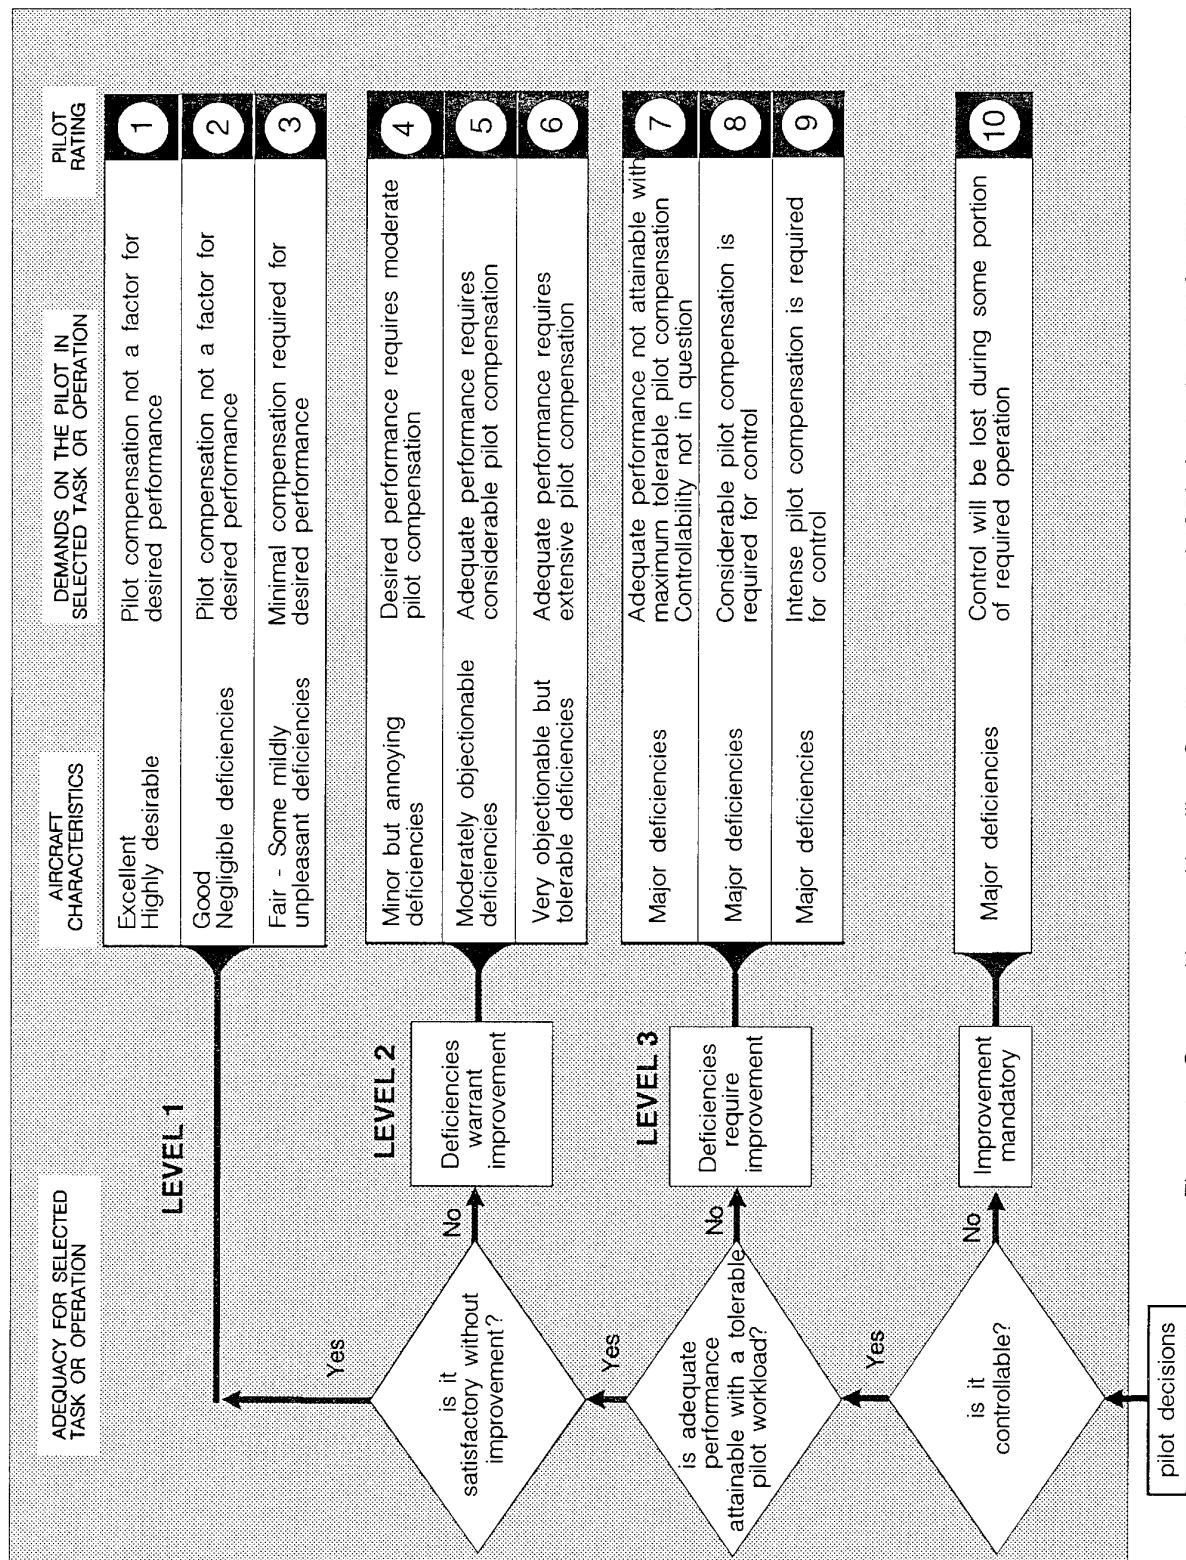 ADEQUACY FOR SELECTED
TASK OR OPERATION
AIRCRAFT
CHARACTERISTICS
DEMANDS ON THE PILOT IN
SELECTED TASK OR OPERATION
PILOT
RATING
LEVEL 1
Excellent
Highly desirable
Pilot compensation not a factor for
desired performance
1
Good
Negligible deficiencies
Pilot compensation not a factor for
desired performance
2
Fair - Some mildly
unpleasant deficiencies
Minimal compensation required for
desired performance
3
Yes
is it
satisfactory without
improvement?
No
LEVEL 2
Deficiencies
warrant
improvement
Minor but annoying
deficiencies
Desired performance requires moderate
pilot compensation
4
Moderately objectionable
deficiencies
Adequate performance requires
considerable pilot compensation
5
Very objectionable but
tolerable deficiencies
Adequate performance requires
extensive pilot compensation
6
Yes
is adequate
performance
attainable with a tolerable
pilot workload?
No
LEVEL 3
Deficiencies
require
improvement
Major deficiencies
Adequate performance not attainable with
maximum tolerable pilot compensation
Controllability not in question
7
Major deficiencies
Considerable pilot compensation is
required for control
8
Major deficiencies
Intense pilot compensation is required
for control
9
Yes
is it
controllable?
No
Improvement
mandatory
Major deficiencies
Control will be lost during some portion
of required operation
10
pilot decisions